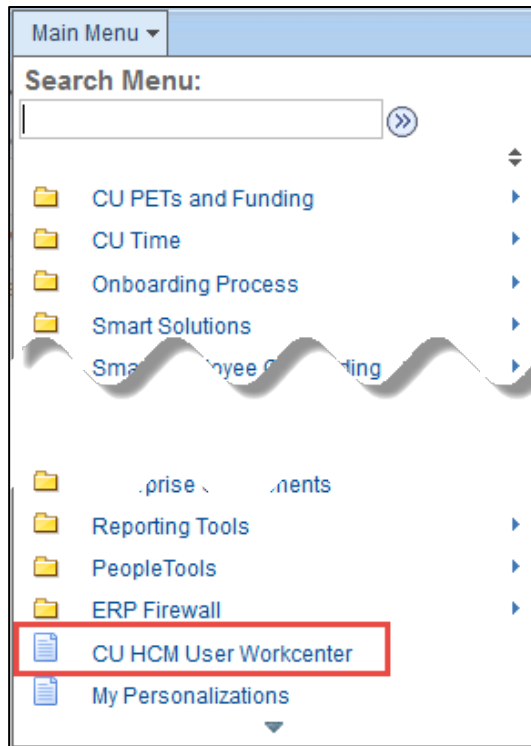 Main Menu
Search Menu:
CU PETs and Funding
CU Time
Onboarding Process
Smart Solutions
Reporting Tools
PeopleTools
ERP Firewall
CU HCM User Workcenter
My Personalizations